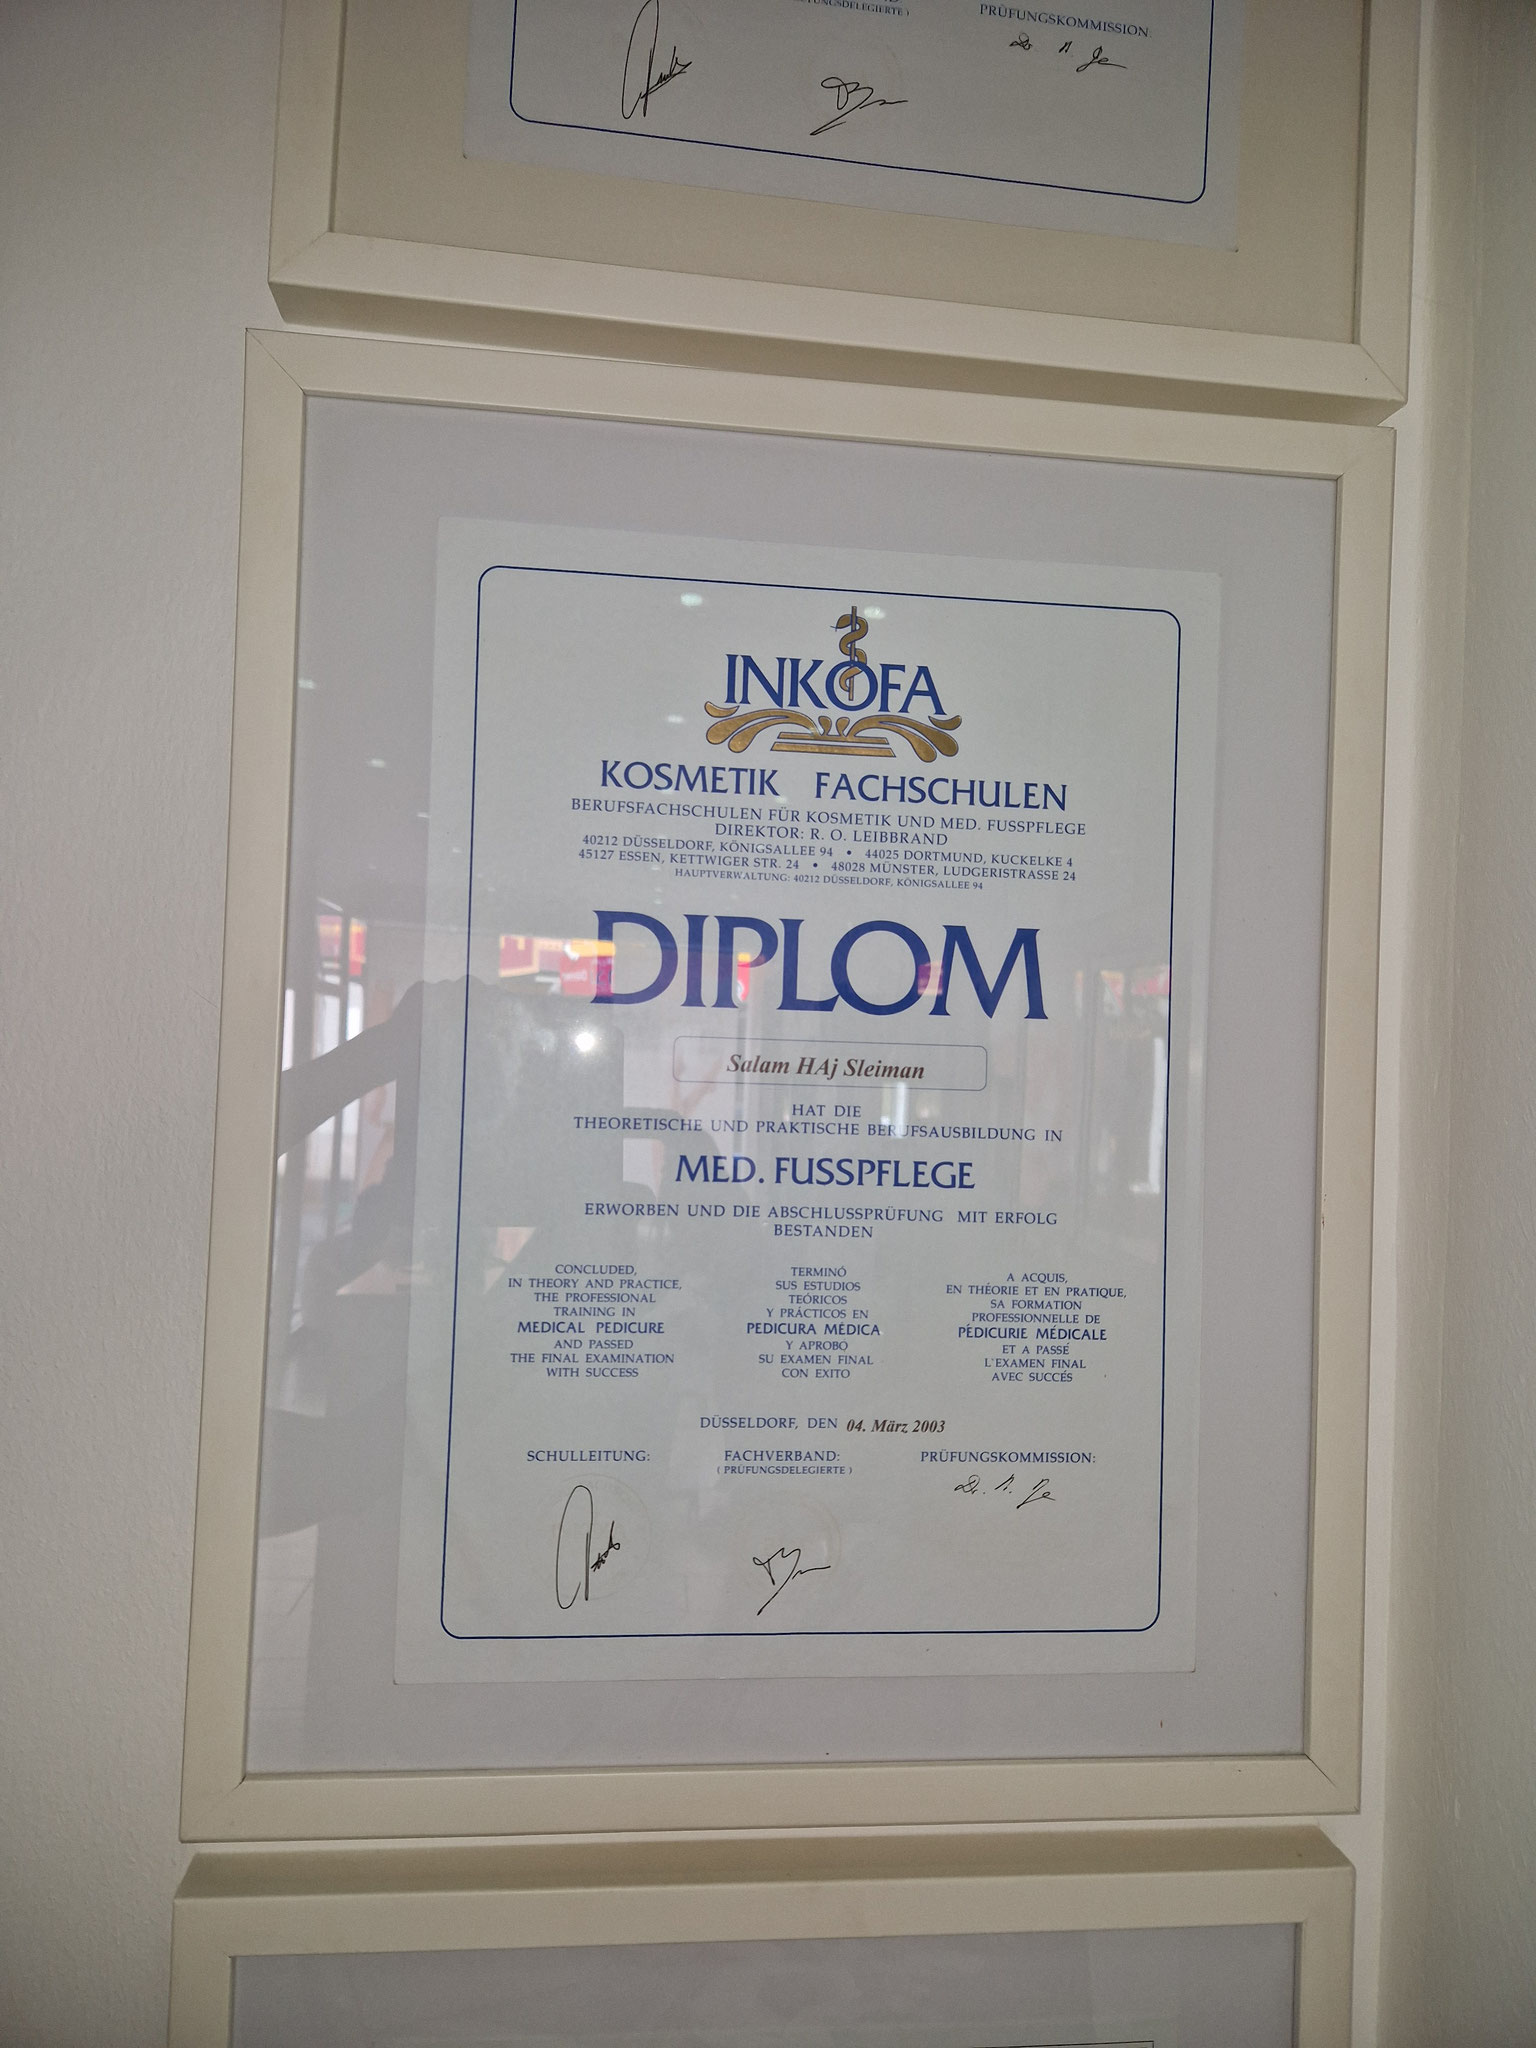 PRÜFUNGSKOMMISSION
INKOFA
KOSMETIK FACHSCHULEN
BERUFSFACHSCHULEN FÜR KOSMETIK UND MED. FUSSPFLEGE
DIREKTOR: R. O. LEIBBRAND
40212 DÜSSELDORF, KÖNIGSALLEE 94 • 44025 DORTMUND, KUCKELKE 4
45127 ESSEN, KETTWIGER STR. 24 • 48028 MÜNSTER, LUDGERISTRASSE 24
HAUPTVERWALTUNG: 40212 DÜSSELDORF, KÖNIGSALLEE 94
DIPLOM
Salam HAj Sleiman
HAT DIE
THEORETISCHE UND PRAKTISCHE BERUFSAUSBILDUNG IN
MED. FUSSPFLEGE
ERWORBEN UND DIE ABSCHLUSSPRÜFUNG MIT ERFOLG
BESTANDEN
CONCLUDED,
IN THEORY AND PRACTICE,
THE PROFESSIONAL
TRAINING IN
MEDICAL PEDICURE
AND PASSED
THE FINAL EXAMINATION
WITH SUCCESS
TERMINÓ
SUS ESTUDIOS
TEÓRICOS
Y PRÁCTICOS EN
PEDICURA MÉDICA
Y APROBÓ
SU EXAMEN FINAL
CON EXITO
A ACQUIS,
EN THÉORIE ET EN PRATIQUE,
SA FORMATION
PROFESSIONNELLE DE
PÉDICURIE MÉDICALE
ET A PASSÉ
L'EXAMEN FINAL
AVEC SUCCÉS
DÜSSELDORF, DEN 04. März 2003
SCHULLEITUNG:
FACHVERBAND:
(PRÜFUNGSDELEGIERTE)
PRÜFUNGSKOMMISSION: